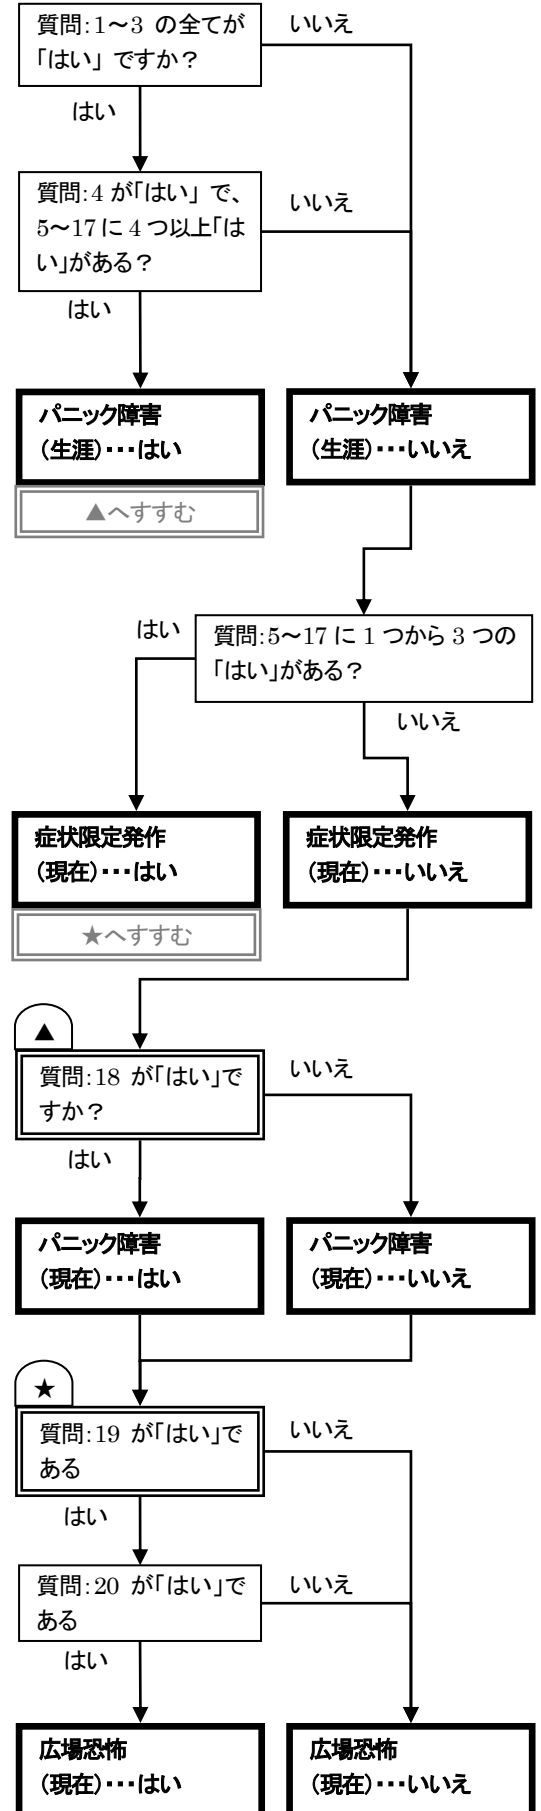 質問:1～3 の全てが
「はい」ですか？
いいえ
はい
質問:4 が「はい」で、
5～17に4つ以上「は
い」がある？
いいえ
はい
パニック障害
（生涯）･･･はい
パニック障害
（生涯）･･･いいえ
▲へすすむ
はい
質問:5～17に1つから3つの
「はい」がある？
いいえ
症状限定発作
（現在）･･･はい
症状限定発作
（現在）･･･いいえ
★へすすむ
▲
質問:18 が「はい」で
すか？
いいえ
はい
パニック障害
（現在）･･･はい
パニック障害
（現在）･･･いいえ
★
質問:19 が「はい」で
ある
いいえ
はい
質問:20 が「はい」で
ある
いいえ
はい
広場恐怖
（現在）･･･はい
広場恐怖
（現在）･･･いいえ